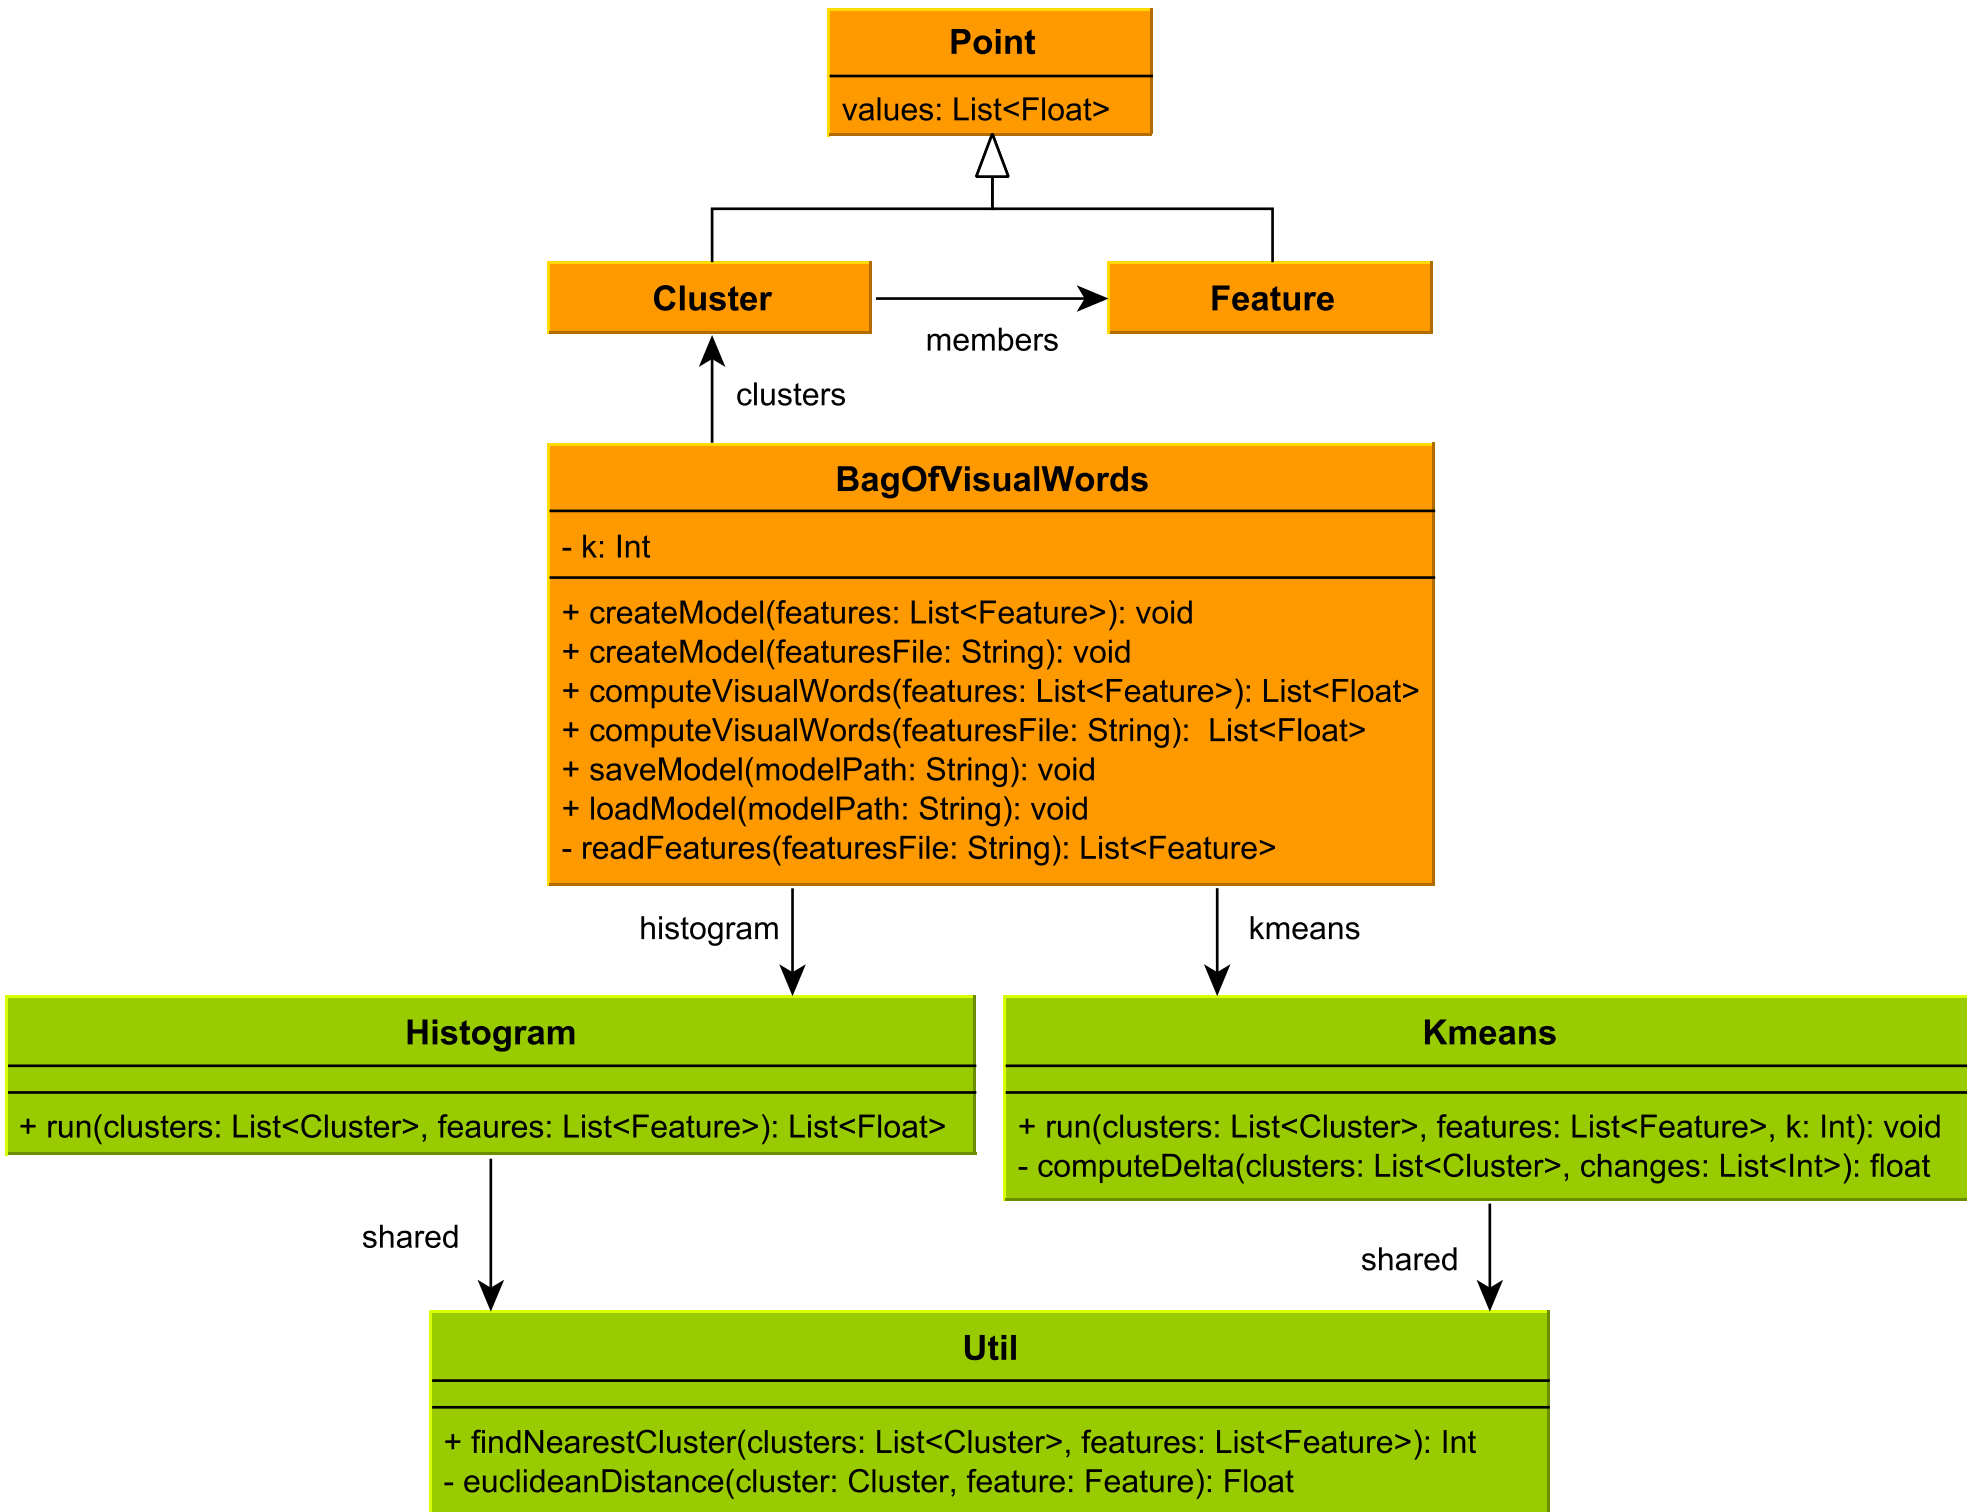 Point
values: List<Float>
Cluster
Feature
members
clusters
BagOfVisualWords
- k: Int
+ createModel(features: List<Feature>): void
+ createModel(featuresFile: String): void
+ computeVisualWords(features: List<Feature>): List<Float>
+ computeVisualWords(featuresFile: String):  List<Float>
+ saveModel(modelPath: String): void
+ loadModel(modelPath: String): void
- readFeatures(featuresFile: String): List<Feature>
histogram
kmeans
Histogram
+ run(clusters: List<Cluster>, feaures: List<Feature>): List<Float>
Kmeans
+ run(clusters: List<Cluster>, features: List<Feature>, k: Int): void
- computeDelta(clusters: List<Cluster>, changes: List<Int>): float
shared
shared
Util
+ findNearestCluster(clusters: List<Cluster>, features: List<Feature>): Int
- euclideanDistance(cluster: Cluster, feature: Feature): Float